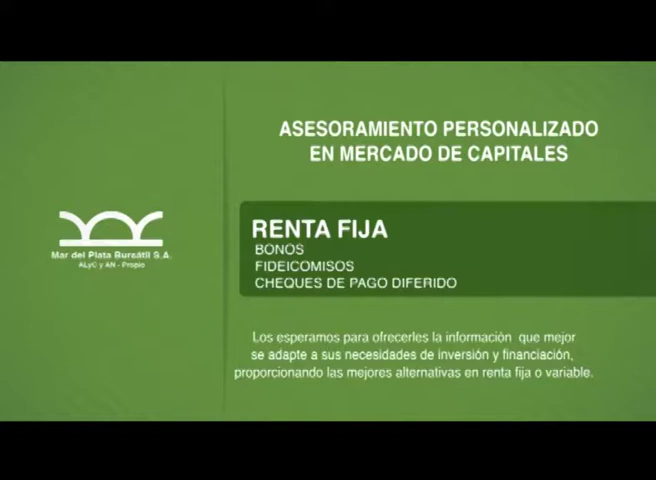 ASESORAMIENTO PERSONALIZADO
EN MERCADO DE CAPITALES
Mar del Plata Bursátil S.A.
ALyC y AN - Propio
RENTA FIJA
BONOS
FIDEICOMISOS
CHEQUES DE PAGO DIFERIDO
Los esperamos para ofrecerles la información que mejor
se adapte a sus necesidades de inversión y financiación,
proporcionando las mejores alternativas en renta fija o variable.